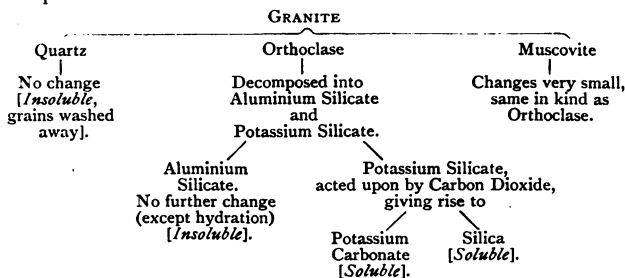 GRANITE
Quartz
No change
[Insoluble,
grains washed
away].
Orthoclase
Decomposed into
Aluminium Silicate
and
Potassium Silicate.
Muscovite
Changes very small,
same in kind as
Orthoclase.
Aluminium
Silicate.
No further change
(except hydration)
[Insoluble].
Potassium Silicate,
acted upon by Carbon Dioxide,
giving rise to
Potassium
Carbonate
[Soluble].
Silica
[Soluble].